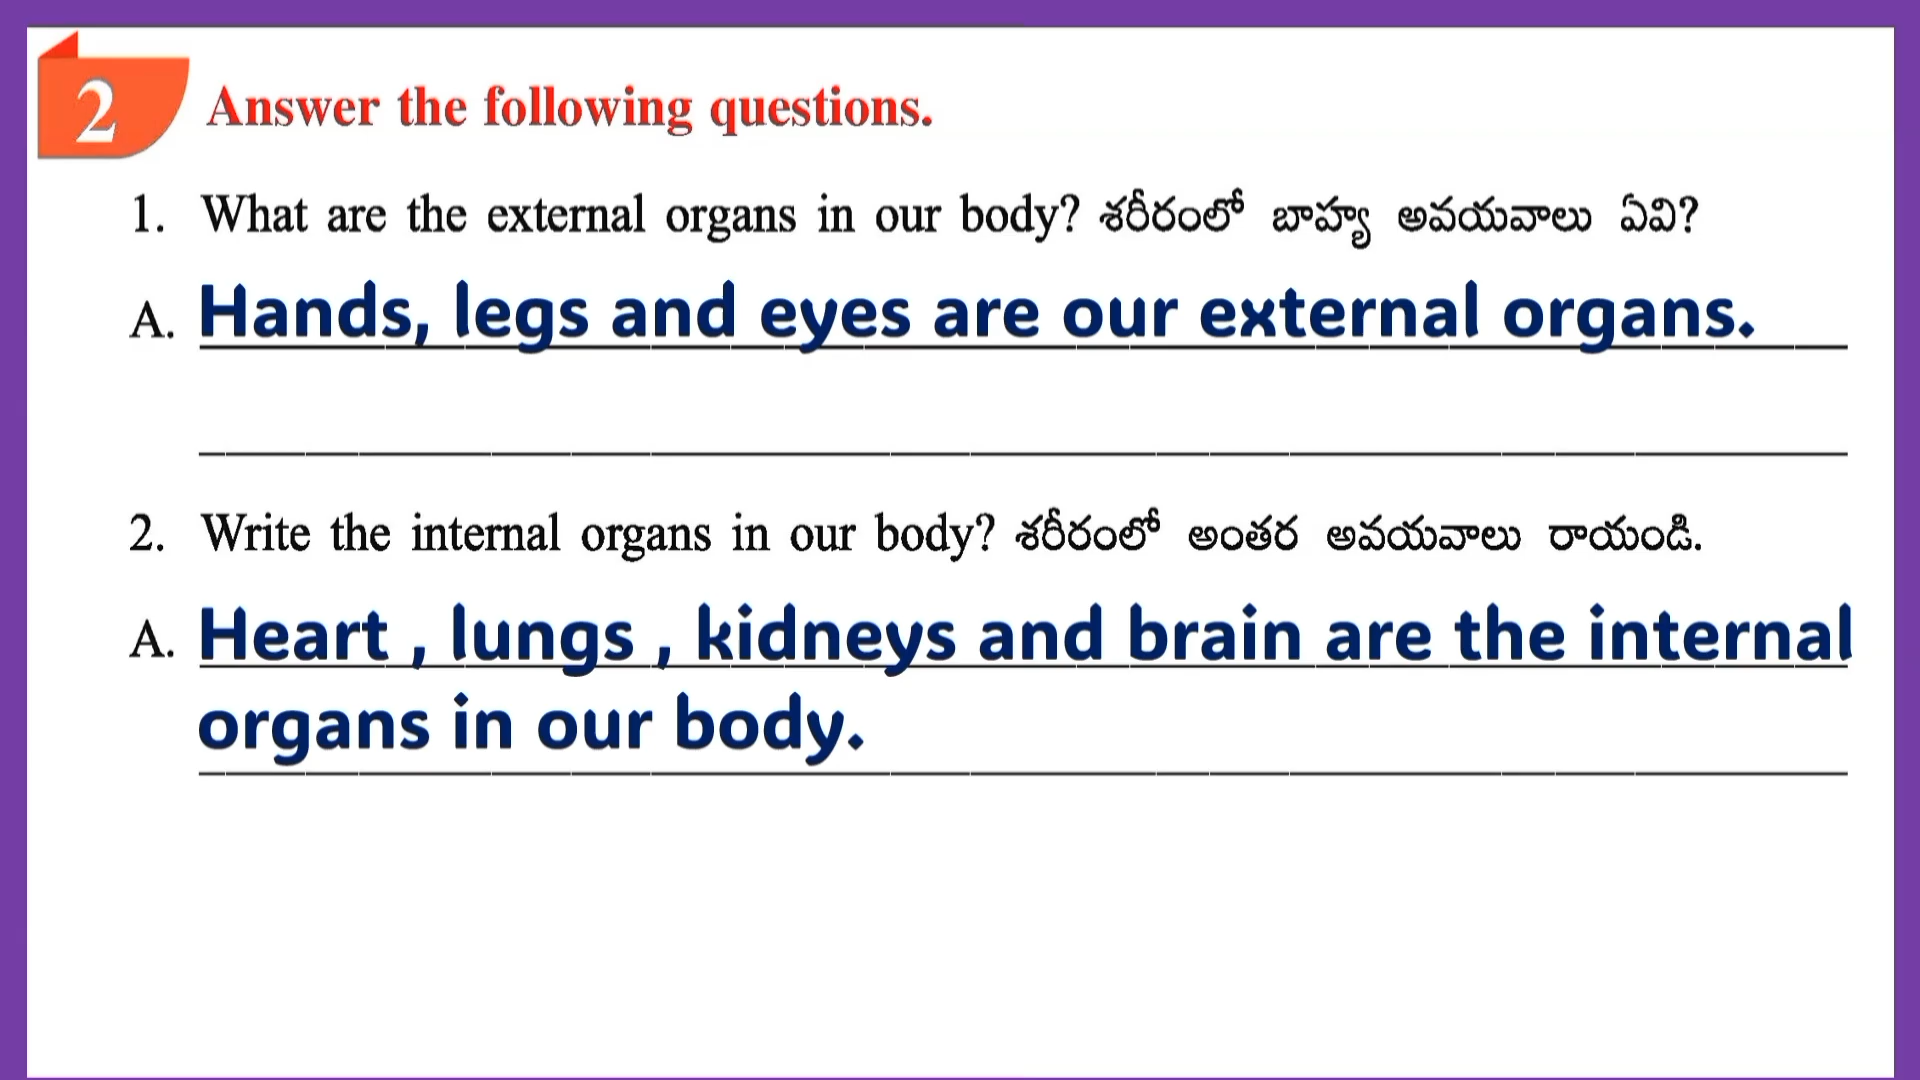 2 Answer the following questions.
1. What are the external organs in our body? శరీరంలో బాహ్య అవయవాలు ఏవి?
A. Hands, legs and eyes are our external organs.
2. Write the internal organs in our body? శరీరంలో అంతర అవయవాలు రాయండి.
A. Heart , lungs , kidneys and brain are the internal
organs in our body.